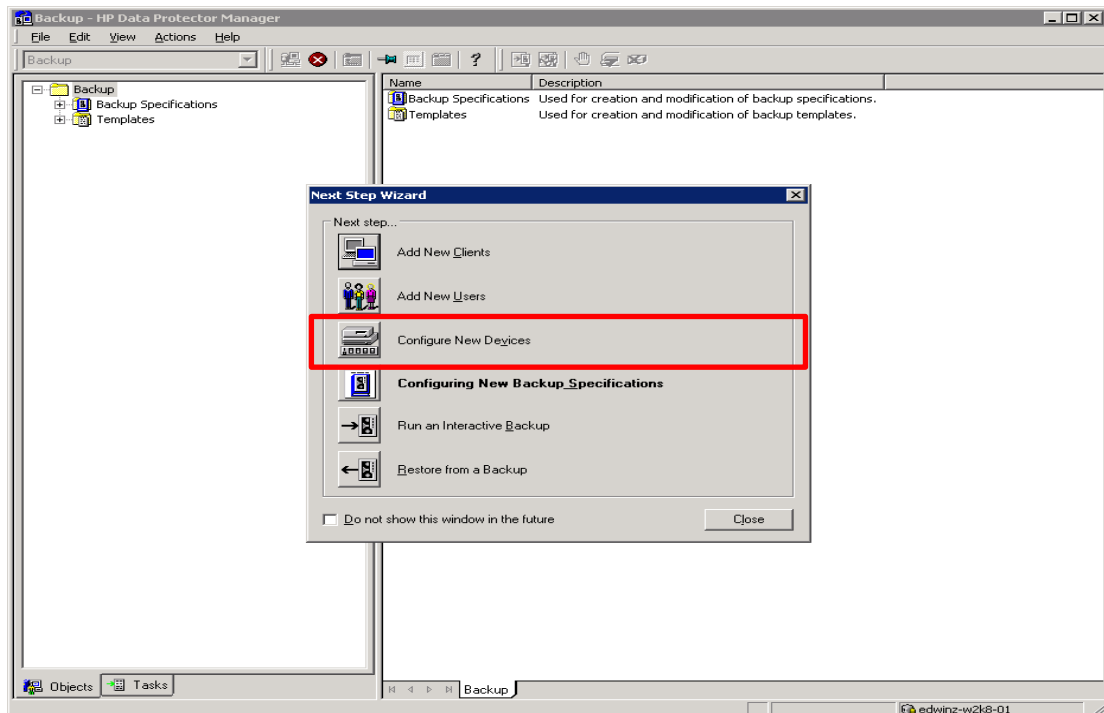 Backup - HP Data Protector Manager
File Edit View Actions Help
Backup
Backup
Backup Specifications
Templates
Name Description
Backup Specifications Used for creation and modification of backup specifications.
Templates Used for creation and modification of backup templates.
Next Step Wizard
Next step...
Add New Clients
Add New Users
Configure New Devices
Configuring New Backup Specifications
Run an Interactive Backup
Restore from a Backup
Do not show this window in the future
Close
Objects Tasks
Backup
edwinz-w2k8-01